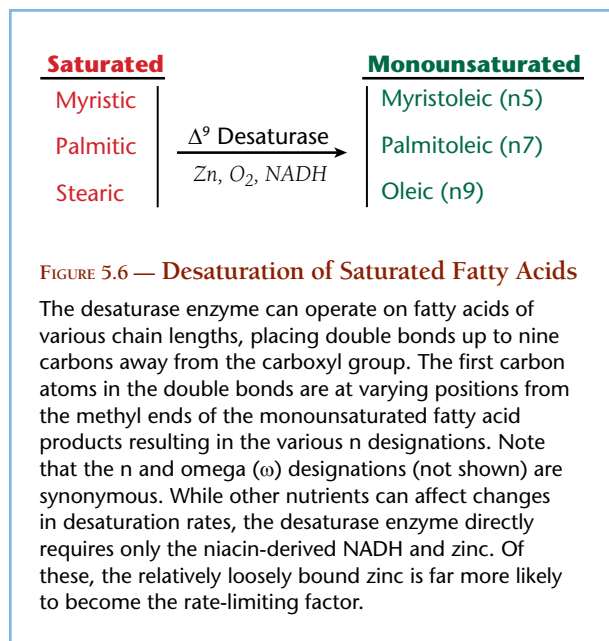 Saturated
Monounsaturated
Myristic
Palmitic
Stearic
Δ⁹ Desaturase
Zn, O₂, NADH
Myristoleic (n5)
Palmitoleic (n7)
Oleic (n9)
Figure 5.6 — Desaturation of Saturated Fatty Acids
The desaturase enzyme can operate on fatty acids of
various chain lengths, placing double bonds up to nine
carbons away from the carboxyl group. The first carbon
atoms in the double bonds are at varying positions from
the methyl ends of the monounsaturated fatty acid
products resulting in the various n designations. Note
that the n and omega (ω) designations (not shown) are
synonymous. While other nutrients can affect changes
in desaturation rates, the desaturase enzyme directly
requires only the niacin-derived NADH and zinc. Of
these, the relatively loosely bound zinc is far more likely
to become the rate-limiting factor.